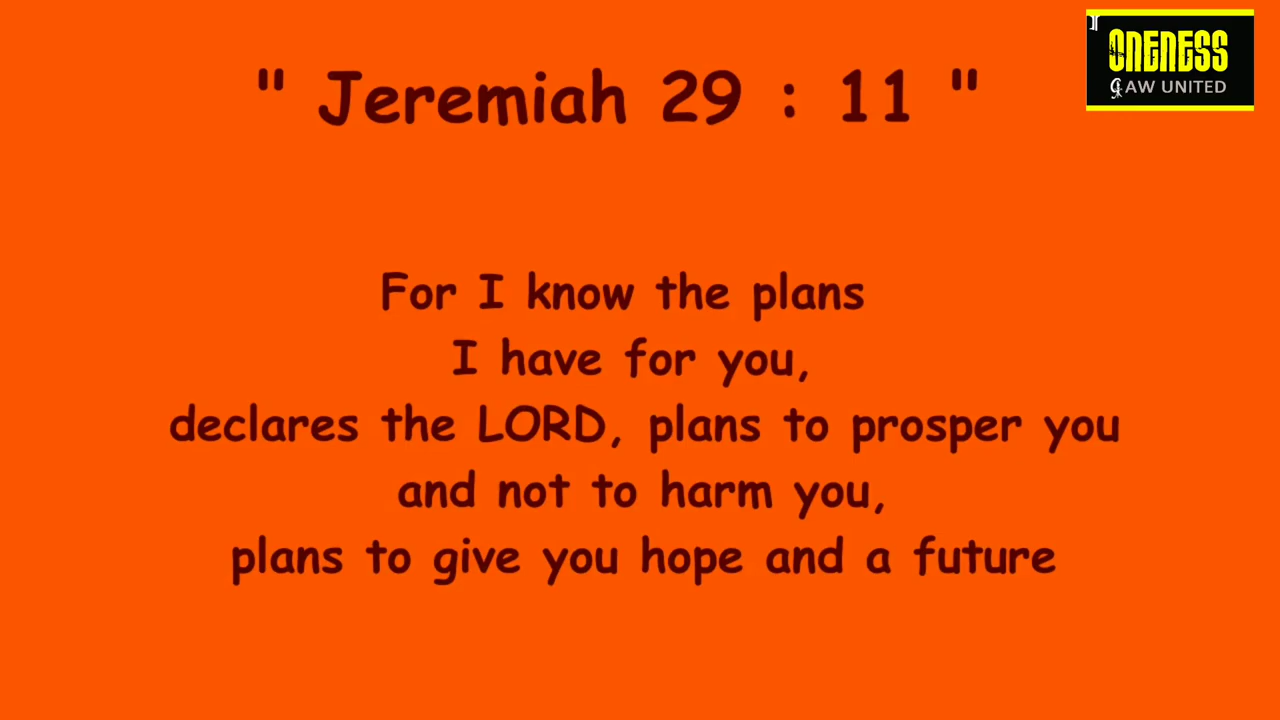 " Jeremiah 29 : 11 "
ONENESS
AW UNITED
For I know the plans
I have for you,
declares the LORD, plans to prosper you
and not to harm you,
plans to give you hope and a future